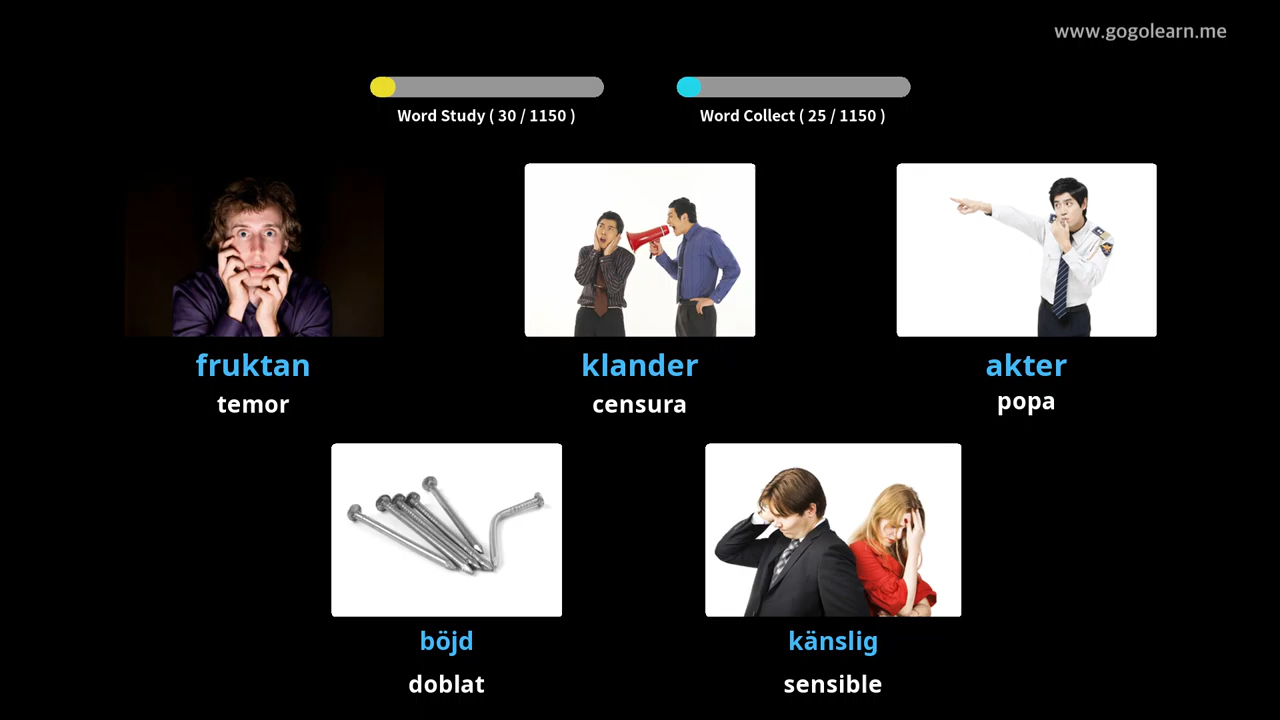 www.gogolearn.me
Word Study ( 30 / 1150 )
Word Collect ( 25 / 1150 )
fruktan
klander
akter
temor
censura
popa
böjd
känslig
doblat
sensible